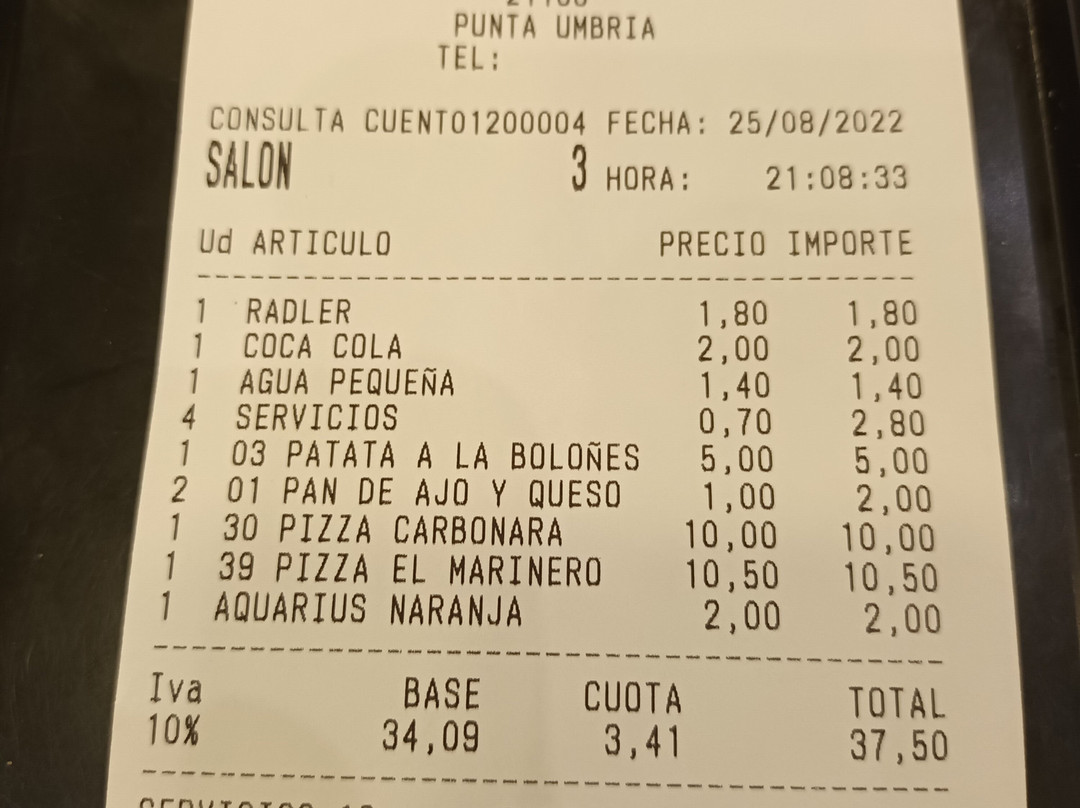 PUNTA UMBRIA
TEL:
CONSULTA CUENTO1200004 FECHA: 25/08/2022
SALON 3 HORA: 21:08:33
Ud ARTICULO PRECIO IMPORTE
1 RADLER 1,80 1,80
1 COCA COLA 2,00 2,00
1 AGUA PEQUEÑA 1,40 1,40
4 SERVICIOS 0,70 2,80
1 03 PATATA A LA BOLOÑES 5,00 5,00
2 01 PAN DE AJO Y QUESO 1,00 2,00
1 30 PIZZA CARBONARA 10,00 10,00
1 39 PIZZA EL MARINERO 10,50 10,50
1 AQUARIUS NARANJA 2,00 2,00
Iva BASE CUOTA TOTAL
10% 34,09 3,41 37,50